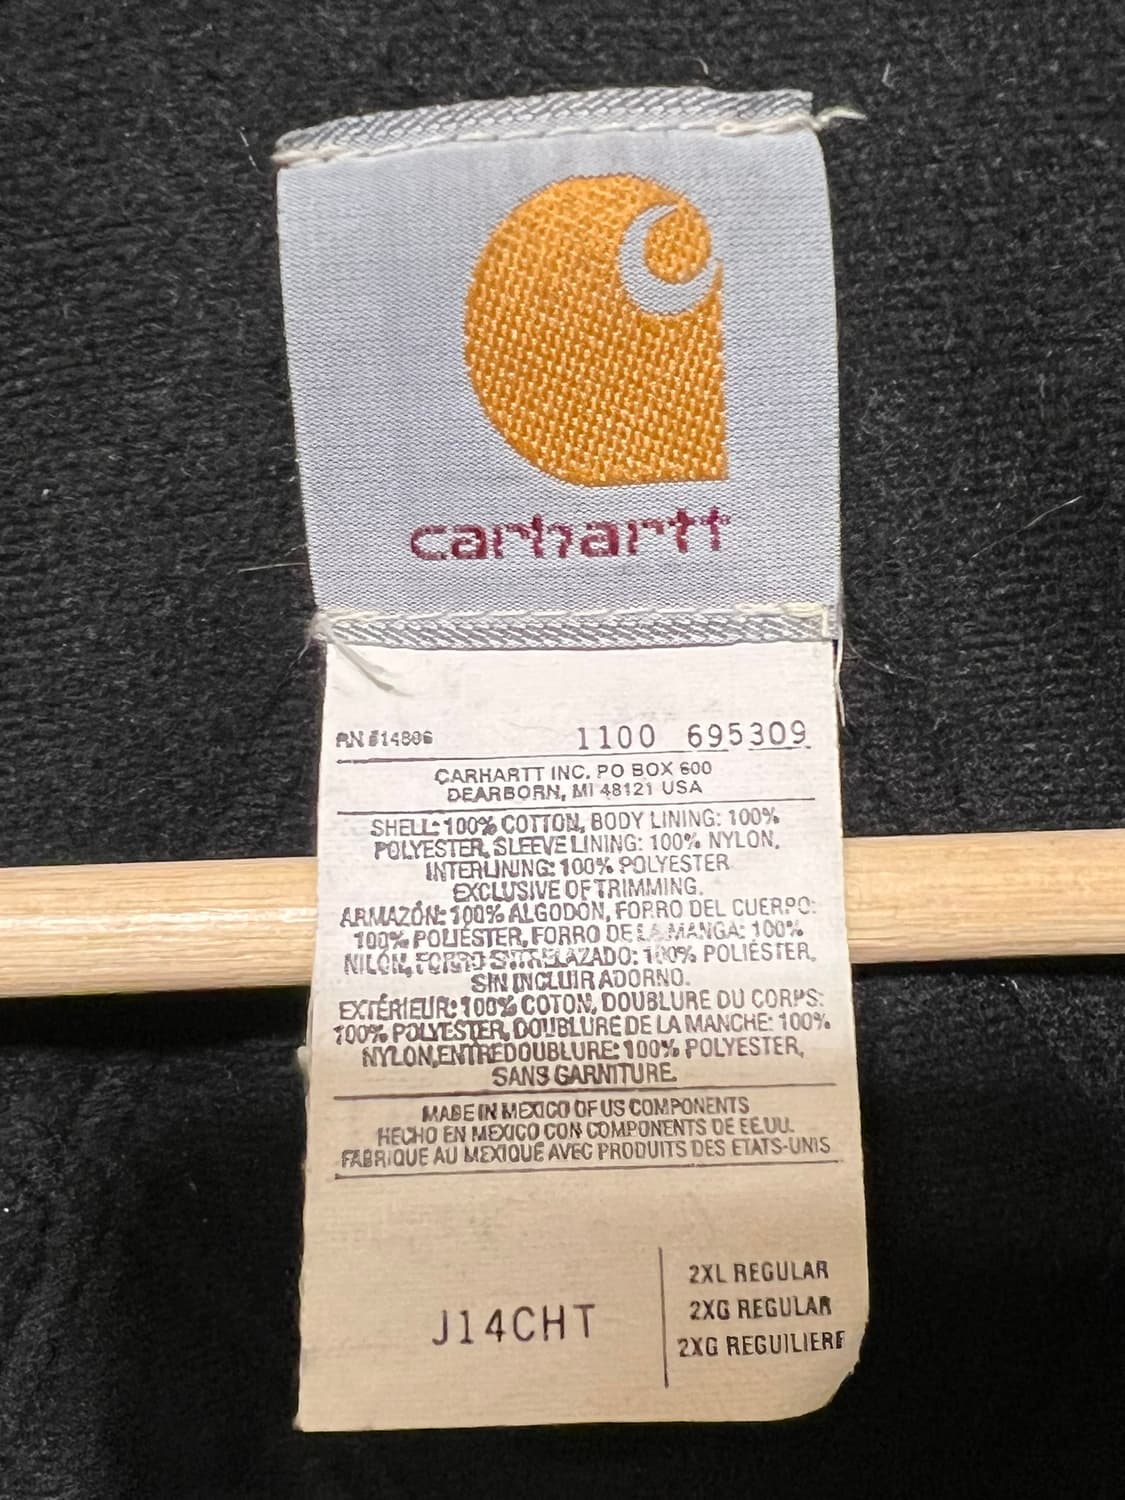 carhartt
RN #14806 1100 695309
CARHARTT INC. PO BOX 600
DEARBORN, MI 48121 USA
SHELL: 100% COTTON, BODY LINING: 100%
POLYESTER, SLEEVE LINING: 100% NYLON,
INTERLINING: 100% POLYESTER
EXCLUSIVE OF TRIMMING.
ARMAZÓN: 100% ALGODON, FORRO DEL CUERPO:
100% POLIÉSTER, FORRO DE LA MANGA: 100%
NILÓN, FORRO ENTRELAZADO: 100% POLIÉSTER,
SIN INCLUIR ADORNO.
EXTÉRIEUR: 100% COTON, DOUBLURE DU CORPS:
100% POLYESTER, DOUBLURE DE LA MANCHE: 100%
NYLON, ENTREDOUBLURE: 100% POLYESTER,
SANS GARNITURE.
MADE IN MEXICO OF US COMPONENTS
HECHO EN MEXICO CON COMPONENTS DE EE.UU.
FABRIQUE AU MEXIQUE AVEC PRODUITS DES ETATS-UNIS
2XL REGULAR
J14CHT 2XG REGULAR
2XG REGUILIERE